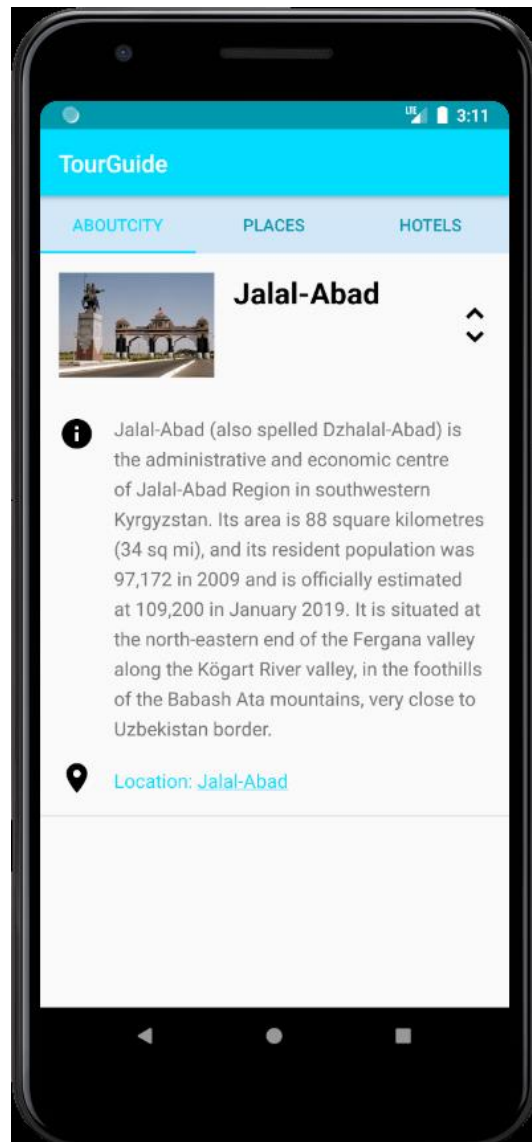 LTE 3:11
TourGuide
ABOUTCITY PLACES HOTELS
Jalal-Abad
Jalal-Abad (also spelled Dzhalal-Abad) is
the administrative and economic centre
of Jalal-Abad Region in southwestern
Kyrgyzstan. Its area is 88 square kilometres
(34 sq mi), and its resident population was
97,172 in 2009 and is officially estimated
at 109,200 in January 2019. It is situated at
the north-eastern end of the Fergana valley
along the Kögart River valley, in the foothills
of the Babash Ata mountains, very close to
Uzbekistan border.
Location: Jalal-Abad